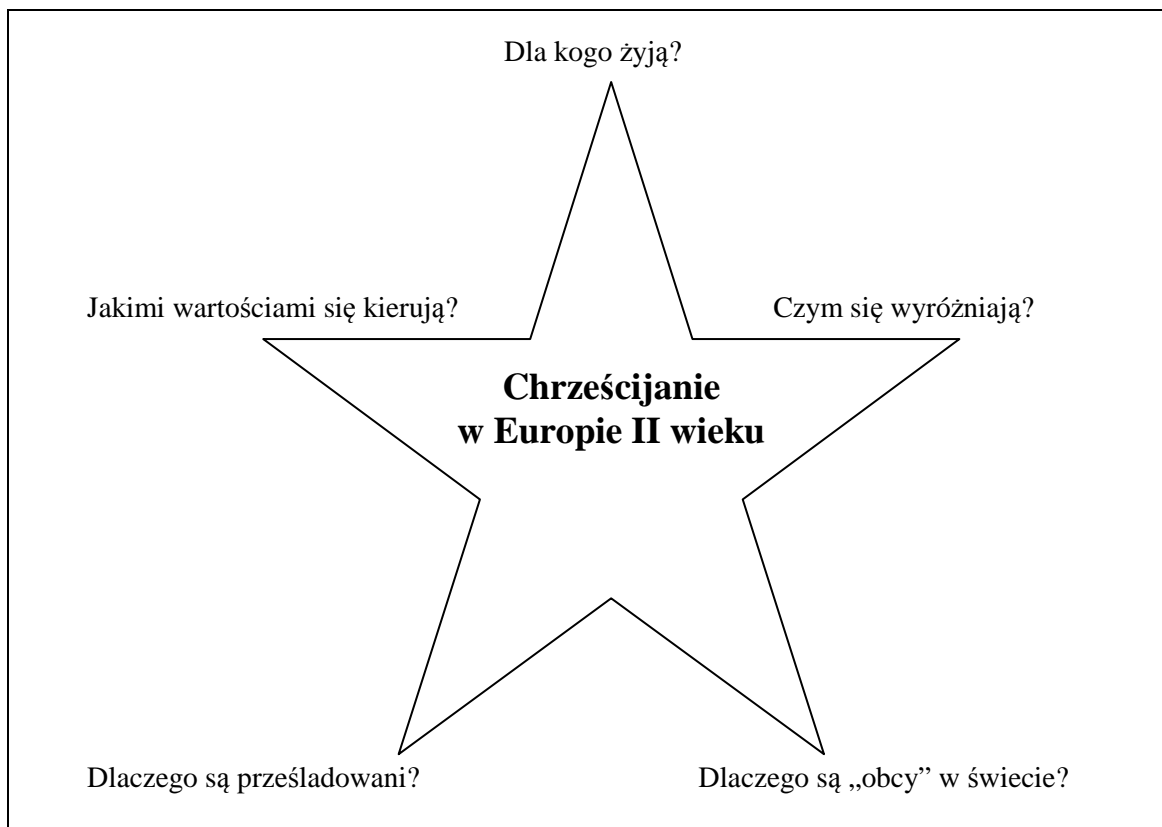 Dla kogo żyją?
Jakimi wartościami się kierują?
Czym się wyróżniają?
Chrześcijanie
w Europie II wieku
Dlaczego są prześladowani?
Dlaczego są „obcy” w świecie?